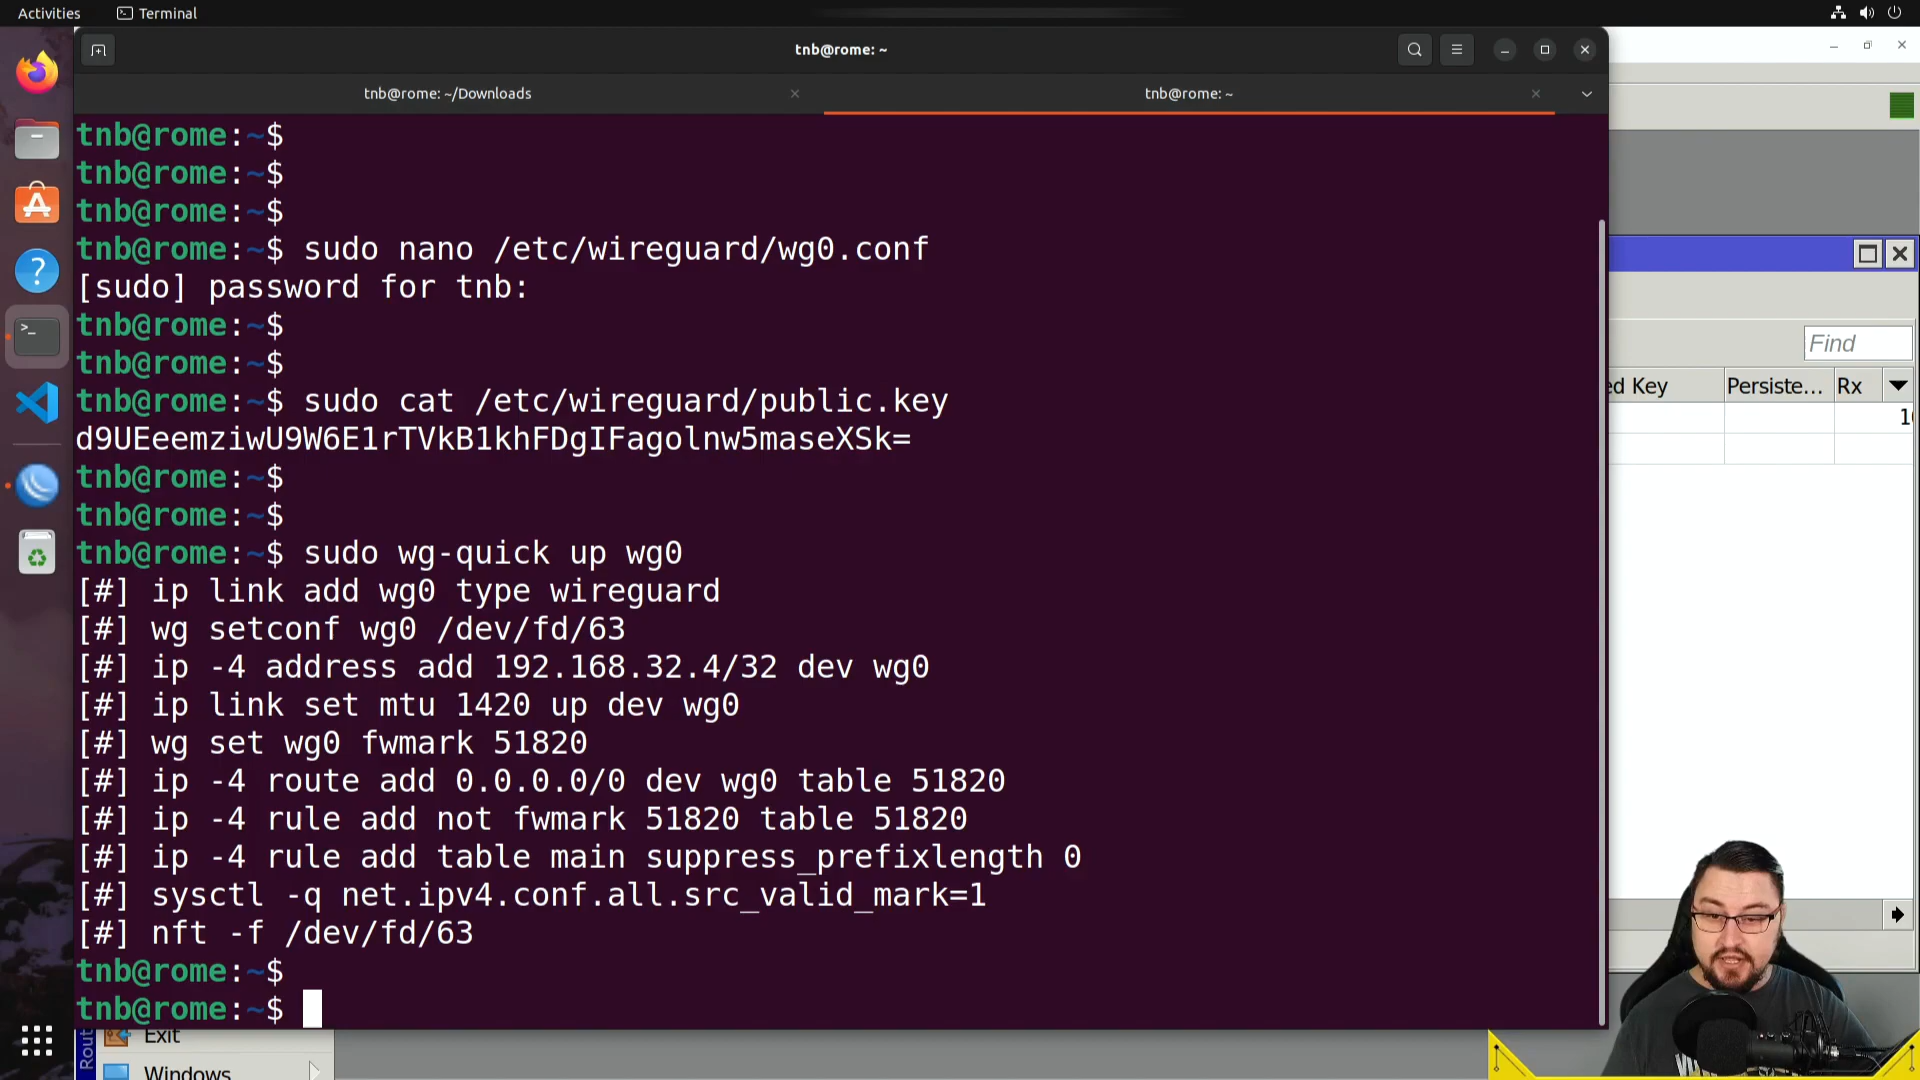 Activities
Terminal
tnb@rome: ~
tnb@rome: ~/Downloads
tnb@rome: ~
tnb@rome:~$
tnb@rome:~$
tnb@rome:~$
tnb@rome:~$ sudo nano /etc/wireguard/wg0.conf
[sudo] password for tnb:
tnb@rome:~$
tnb@rome:~$
tnb@rome:~$ sudo cat /etc/wireguard/public.key
d9UEeemziwU9W6E1rTVkB1khFDgIFagolnw5maseXSk=
tnb@rome:~$
tnb@rome:~$
tnb@rome:~$ sudo wg-quick up wg0
[#] ip link add wg0 type wireguard
[#] wg setconf wg0 /dev/fd/63
[#] ip -4 address add 192.168.32.4/32 dev wg0
[#] ip link set mtu 1420 up dev wg0
[#] wg set wg0 fwmark 51820
[#] ip -4 route add 0.0.0.0/0 dev wg0 table 51820
[#] ip -4 rule add not fwmark 51820 table 51820
[#] ip -4 rule add table main suppress_prefixlength 0
[#] sysctl -q net.ipv4.conf.all.src_valid_mark=1
[#] nft -f /dev/fd/63
tnb@rome:~$
tnb@rome:~$
Find
ed Key
Persiste...
Rx
Exit
Windows
Rout